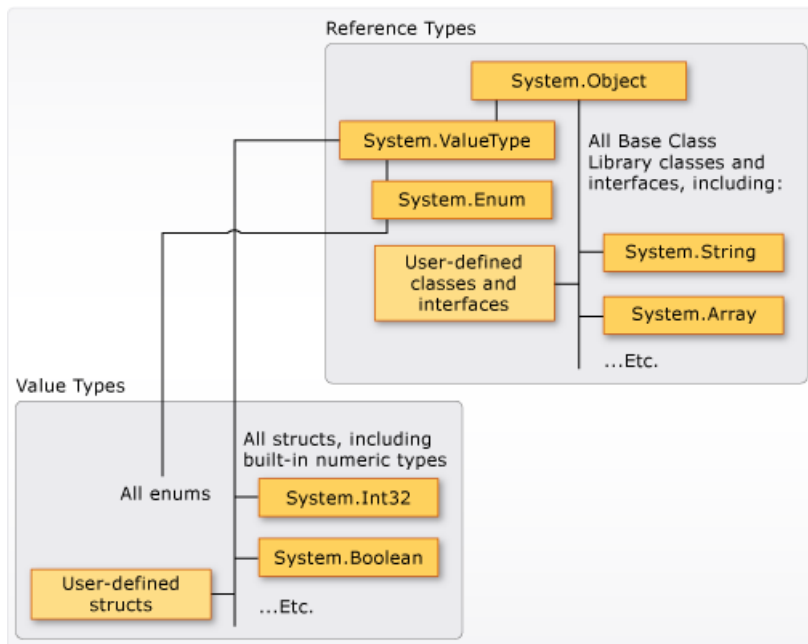 Reference Types
System.Object
System.ValueType
All Base Class
Library classes and
interfaces, including:
System.Enum
System.String
User-defined
classes and
interfaces
System.Array
...Etc.
Value Types
All structs, including
built-in numeric types
All enums
System.Int32
System.Boolean
User-defined
structs
...Etc.